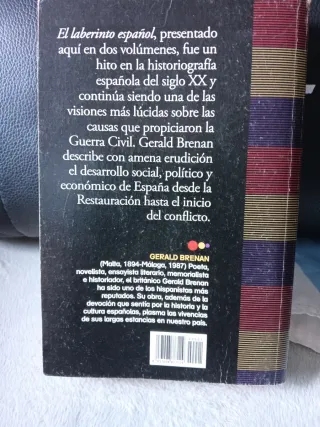 El laberinto español, presentado
aquí en dos volúmenes, fue un
hito en la historiografía
española del siglo XX y
continúa siendo una de las
visiones más lúcidas sobre las
causas que propiciaron la
Guerra Civil. Gerald Brenan
describe con amena erudición
el desarrollo social, político y
económico de España desde la
Restauración hasta el inicio
del conflicto.
GERALD BRENAN
(Malta, 1894-Málaga, 1987) Poeta,
novelista, ensayista literario, memorialista
e historiador, el británico Gerald Brenan
ha sido uno de los hispanistas más
reputados. Su obra, además de la
devoción que sentía por la historia y la
cultura españolas, plasma las vivencias
de sus largas estancias en nuestro país.